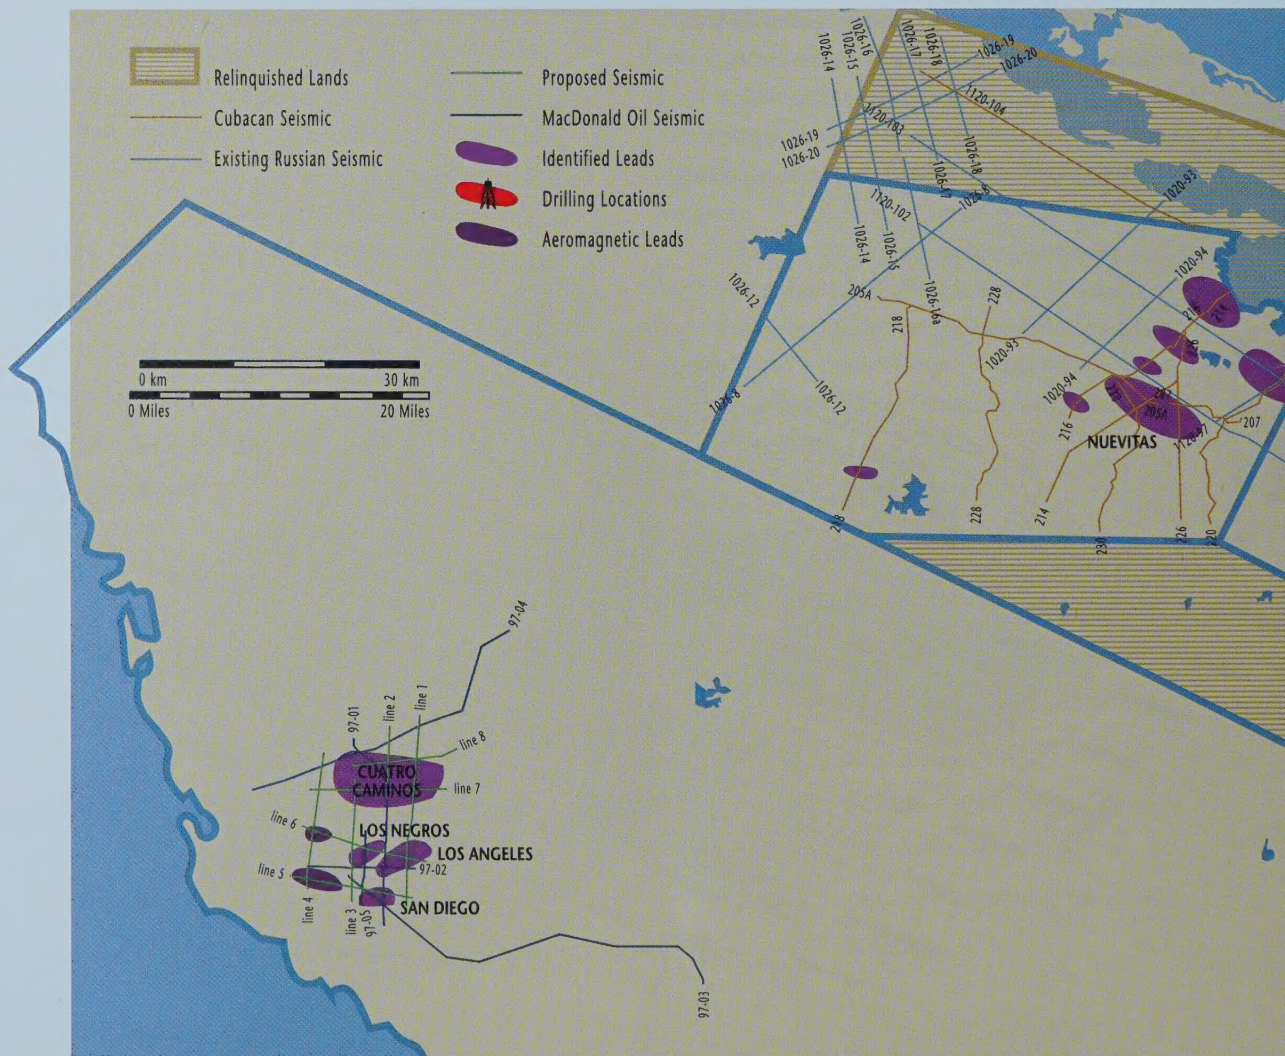 Relinquished Lands
Cubacan Seismic
Existing Russian Seismic
Proposed Seismic
MacDonald Oil Seismic
Identified Leads
Drilling Locations
Aeromagnetic Leads
0 km
30 km
0 Miles
20 Miles
1026-14
1026-15
1026-16
1026-17
1026-18
1026-19
1026-20
1120-104
1120-103
1026-19
1026-20
1026-18
1026-17
1026-8
1020-93
1120-102
1026-14
1026-15
1026-16a
1020-94
1026-12
205A
218
228
1020-93
214
226
1020-94
1026-8
1026-12
216
207
205A
1120-97
207
NUEVITAS
218
228
214
230
226
220
97-04
97-01
line 2
line 1
line 8
CUATRO
CAMINOS
line 7
line 6
LOS NEGROS
LOS ANGELES
line 5
97-02
line 4
line 3
97-05
SAN DIEGO
97-03